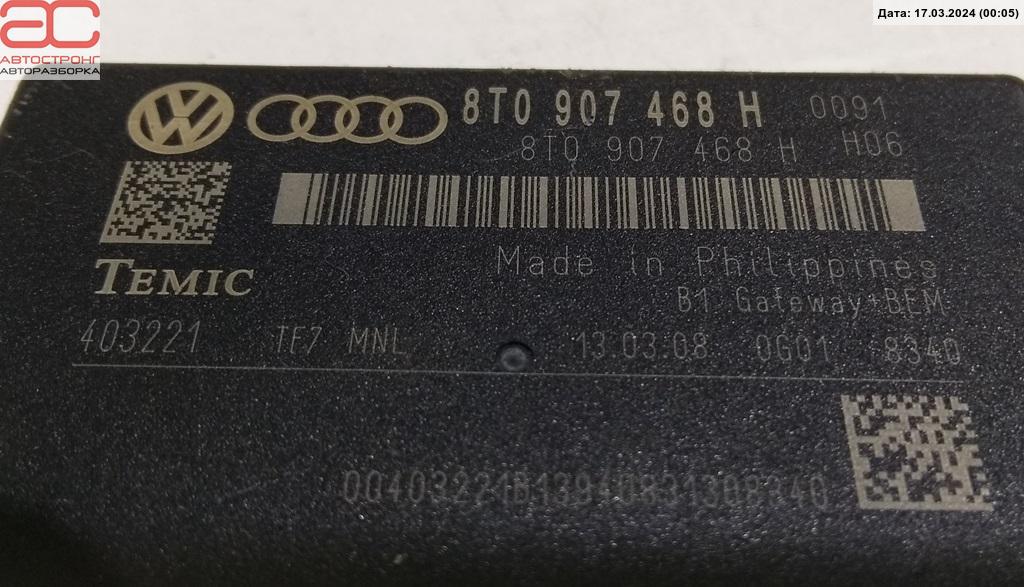 Дата: 17.03.2024 (00:05)
ac
АВТОСТРОНГ
АВТОРАЗБОРКА
8T0 907 468 H 0091
8T0 907 468 H H06
TEMIC
Made in Philippines
B1 Gateway+BEM
403221 TF7 MNL 13.03.08 0G01 8340
00403221B13940831308340